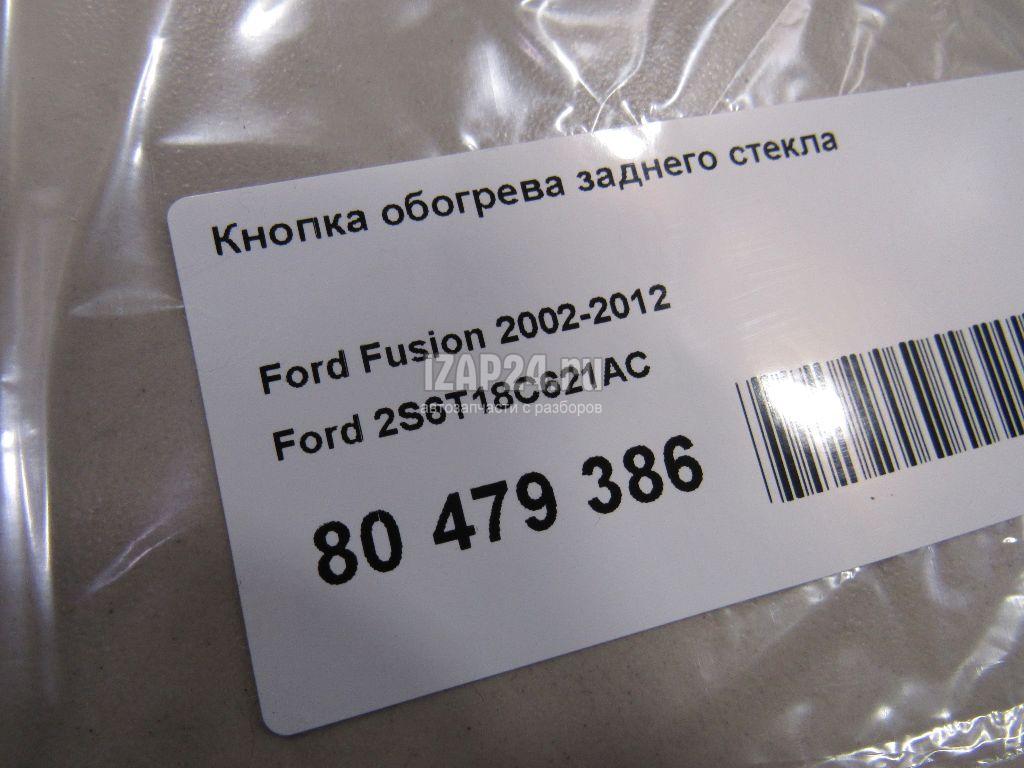 Кнопка обогрева заднего стекла
Ford Fusion 2002-2012
IZAP24.ru
Ford 2S6T18C621AC
автозапчасти с разборов
80 479 386